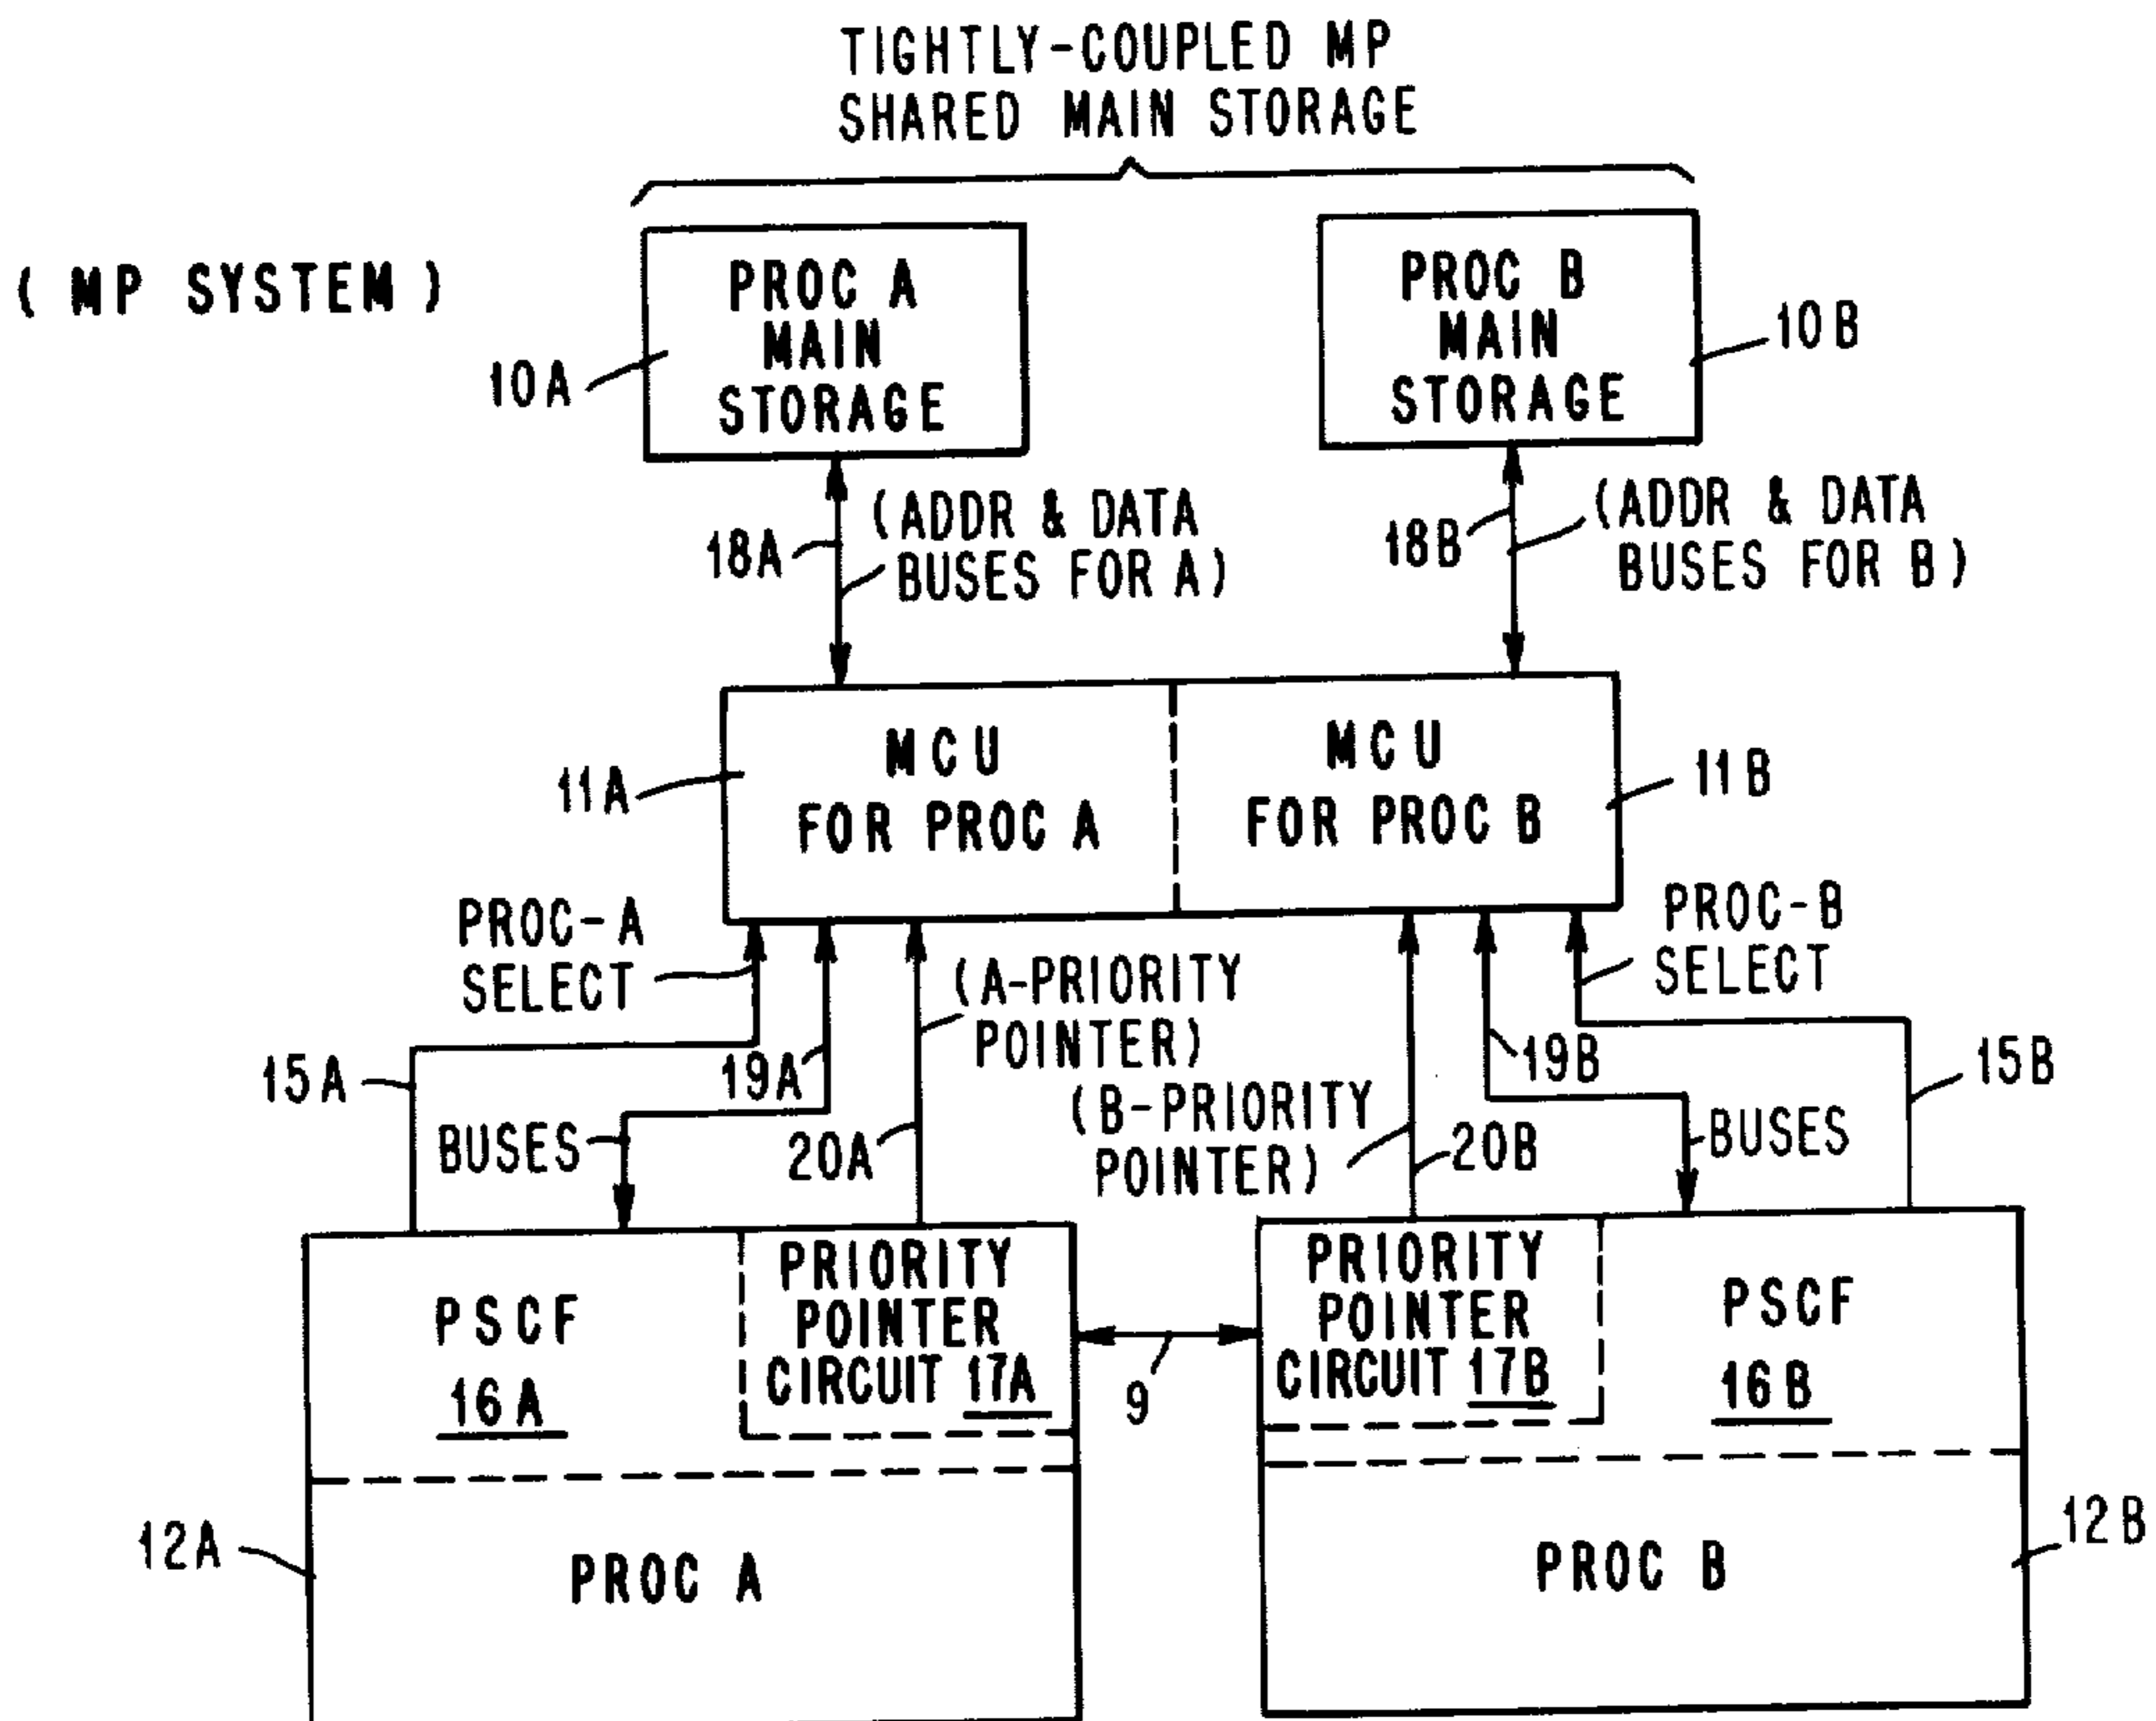 TIGHTLY-COUPLED MP
SHARED MAIN STORAGE
( MP SYSTEM )
PROC A
MAIN
STORAGE
10A
PROC B
MAIN
STORAGE
10B
18A
(ADDR & DATA
BUSES FOR A)
18B
(ADDR & DATA
BUSES FOR B)
11A
MCU
FOR PROC A
MCU
FOR PROC B
11B
PROC-A
SELECT
(A-PRIORITY
POINTER)
PROC-B
SELECT
15A
19A
19B
15B
BUSES
20A
(B-PRIORITY
POINTER)
20B
BUSES
PSCF
16A
PRIORITY
POINTER
CIRCUIT 17A
9
PRIORITY
POINTER
CIRCUIT 17B
PSCF
16B
12A
PROC A
PROC B
12B